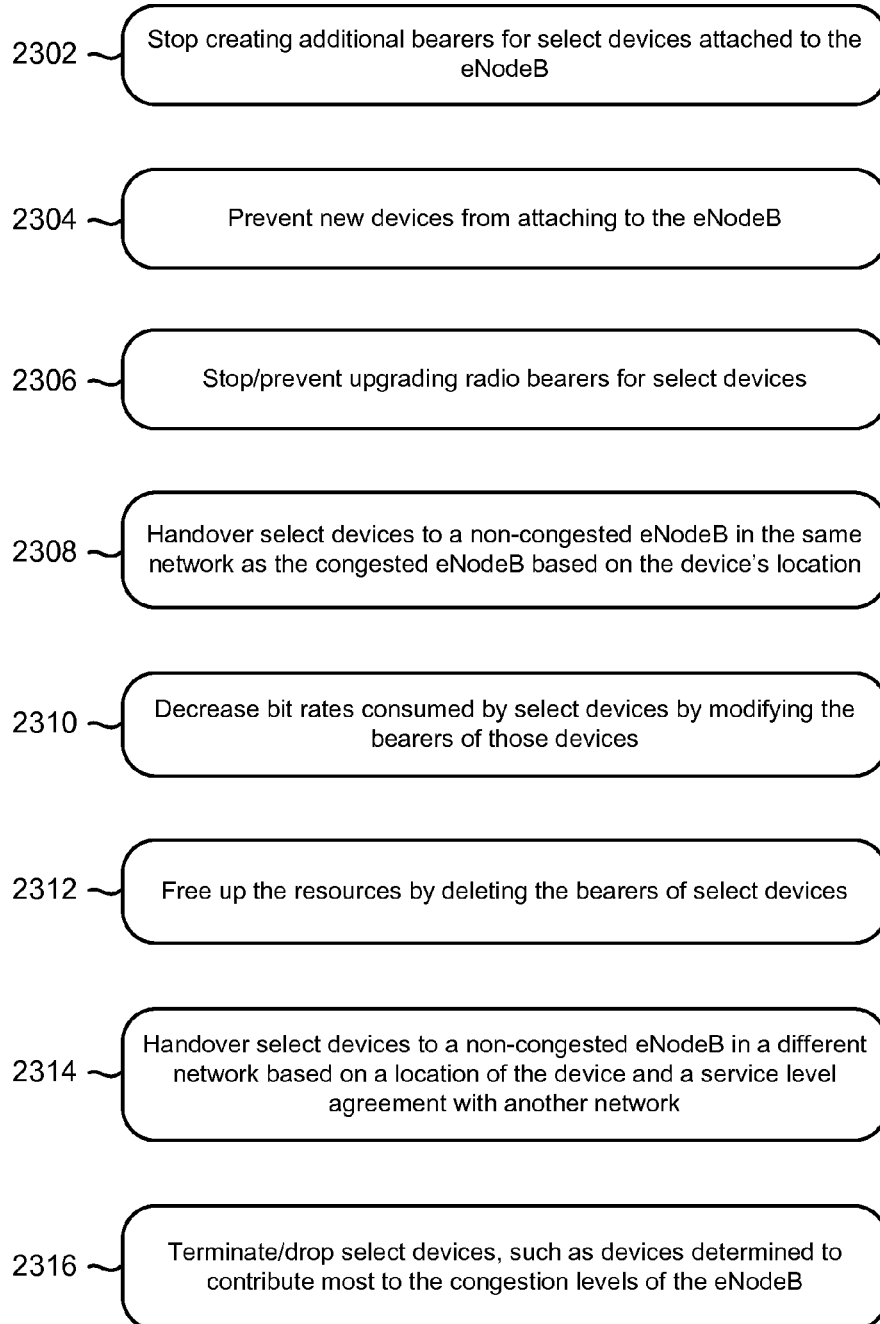 2302
Stop creating additional bearers for select devices attached to the
eNodeB
2304
Prevent new devices from attaching to the eNodeB
2306
Stop/prevent upgrading radio bearers for select devices
2308
Handover select devices to a non-congested eNodeB in the same
network as the congested eNodeB based on the device's location
2310
Decrease bit rates consumed by select devices by modifying the
bearers of those devices
2312
Free up the resources by deleting the bearers of select devices
2314
Handover select devices to a non-congested eNodeB in a different
network based on a location of the device and a service level
agreement with another network
2316
Terminate/drop select devices, such as devices determined to
contribute most to the congestion levels of the eNodeB